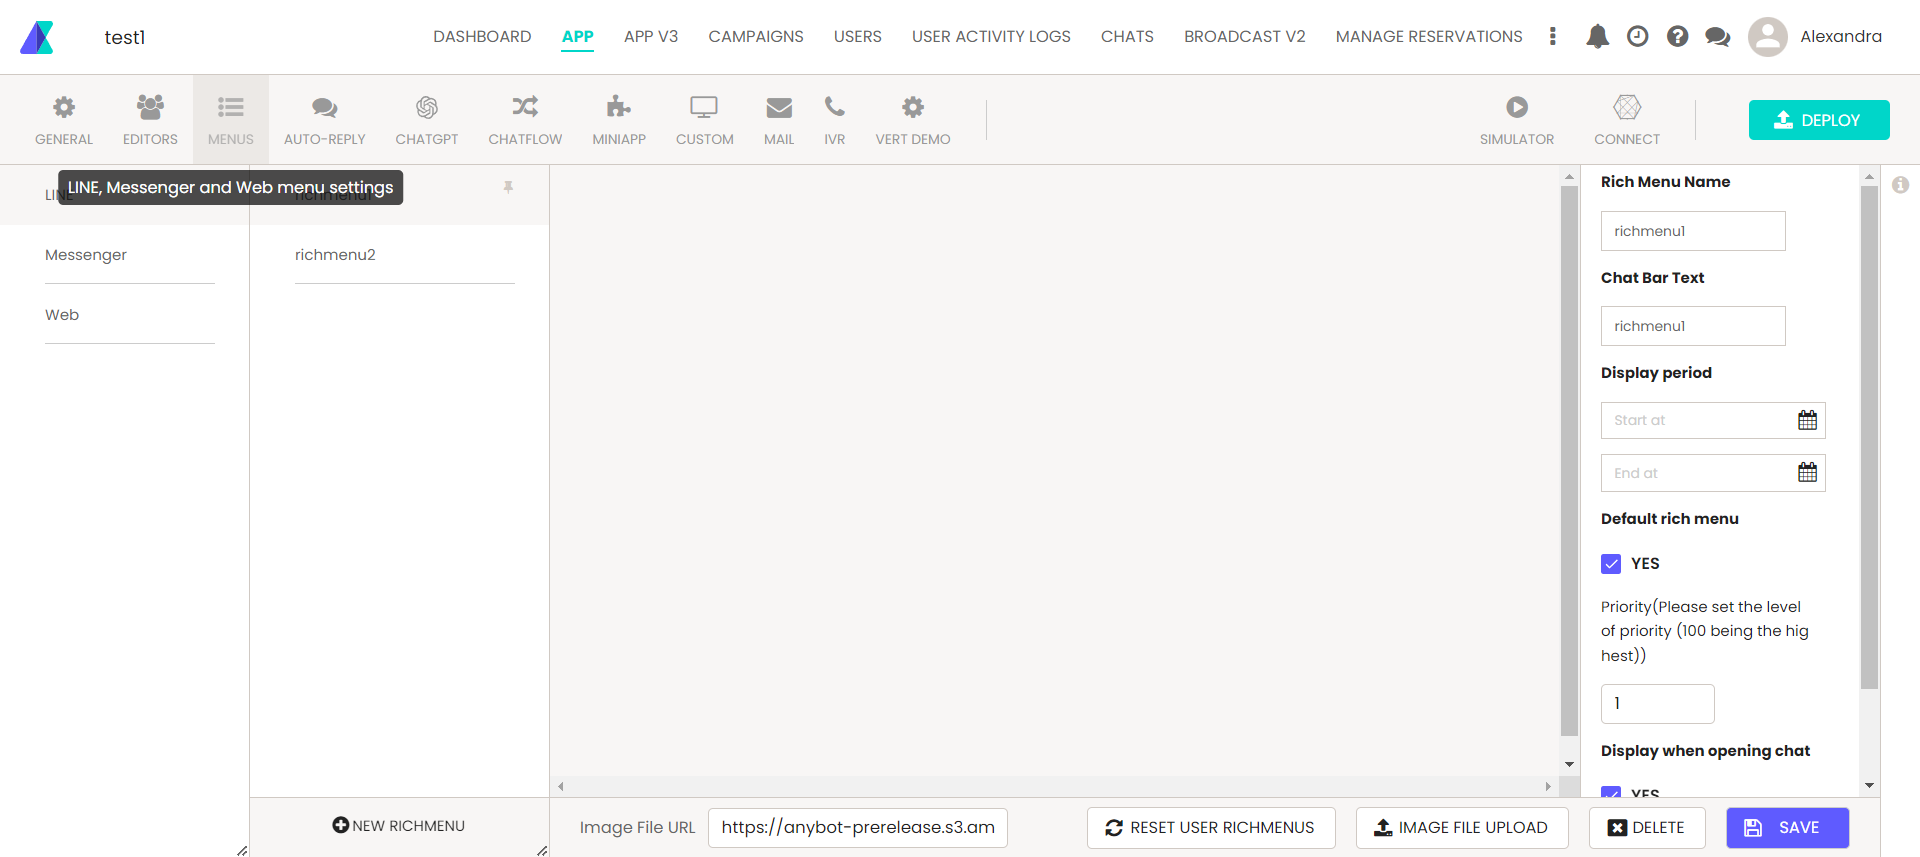 test1
DASHBOARD APP APP V3 CAMPAIGNS USERS USER ACTIVITY LOGS CHATS BROADCAST V2 MANAGE RESERVATIONS Alexandra
GENERAL EDITORS MENUS AUTO-REPLY CHATGPT CHATFLOW MINIAPP CUSTOM MAIL IVR VERT DEMO SIMULATOR CONNECT DEPLOY
LINE, Messenger and Web menu settings
LINE
richmenu1
Messenger
Web
richmenu2
NEW RICHMENU
Rich Menu Name
richmenu1
Chat Bar Text
richmenu1
Display period
Start at
End at
Default rich menu
YES
Priority(Please set the level
of priority (100 being the hig
hest))
1
Display when opening chat
YES
Image File URL https://anybot-prerelease.s3.am RESET USER RICHMENUS IMAGE FILE UPLOAD DELETE SAVE